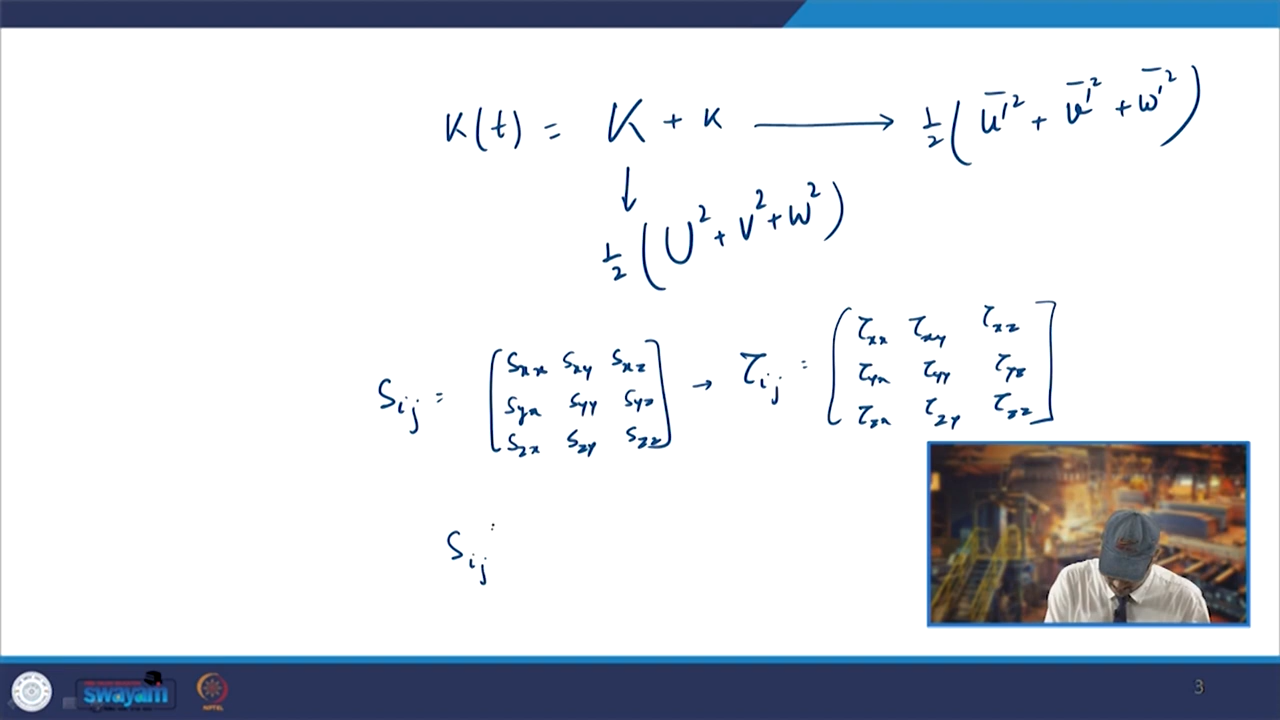 K(t) = K + k → 1/2 (u̅'² + v̅'² + w̅'²)
↓
1/2 (U² + V² + W²)
Sij = [Sxx Sxy Sxz → τij = [τxx τxy τxz
Syx Syy Syz τyx τyy τyz
Szx Szy Szz] τzx τzy τzz]
Sij
swayam
3